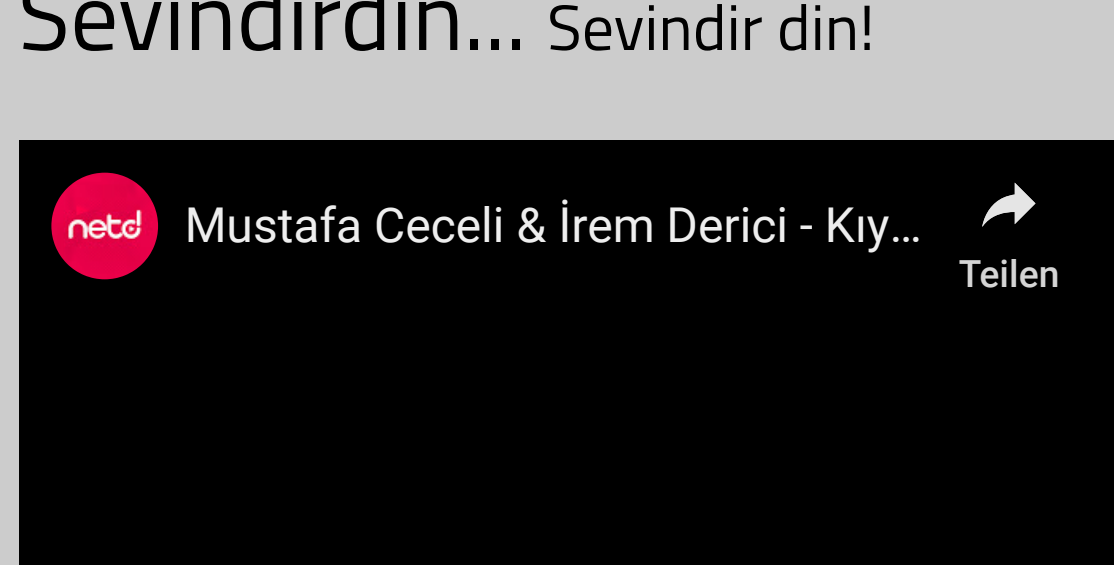 Sevindirdin... Sevindir din!
netd
Mustafa Ceceli & İrem Derici - Kıy...
Teilen